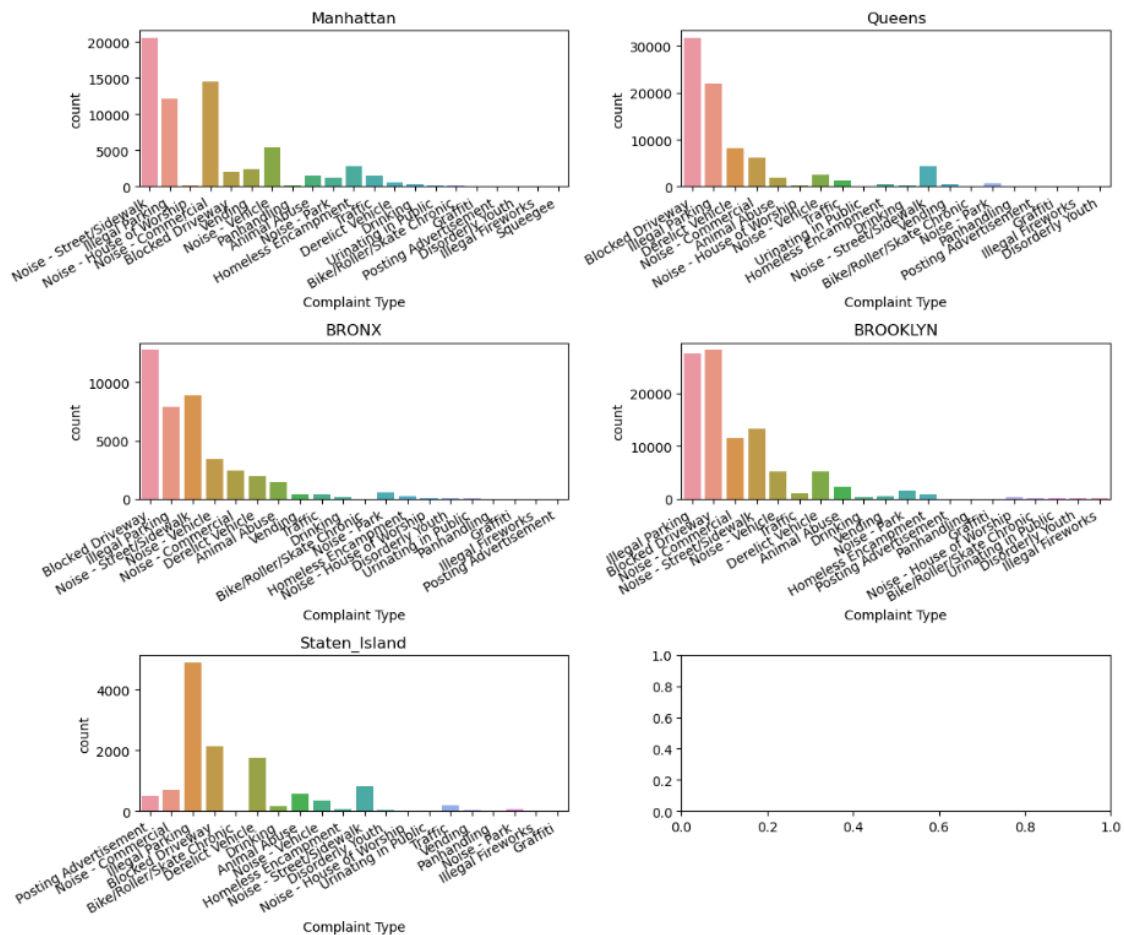 Manhattan
20000
15000
10000
5000
0
count
Noise - Street/Sidewalk
Illegal Parking
Noise - House of Worship
Noise - Commercial
Blocked Driveway
Vending
Noise - Vehicle
Panhandling
Animal Abuse
Noise - Park
Homeless Encampment
Traffic
Derelict Vehicle
Drinking
Urinating in Public
Bike/Roller/Skate Chronic
Graffiti
Posting Advertisement
Disorderly Youth
Illegal Fireworks
Squeegee
Complaint Type
Queens
30000
20000
10000
0
count
Blocked Driveway
Illegal Parking
Derelict Vehicle
Noise - Commercial
Animal Abuse
Noise - House of Worship
Noise - Vehicle
Traffic
Urinating in Public
Homeless Encampment
Drinking
Noise - Street/Sidewalk
Vending
Bike/Roller/Skate Chronic
Noise - Park
Panhandling
Posting Advertisement
Graffiti
Illegal Fireworks
Disorderly Youth
Complaint Type
BRONX
10000
5000
0
count
Blocked Driveway
Illegal Parking
Noise - Street/Sidewalk
Noise - Vehicle
Noise - Commercial
Derelict Vehicle
Animal Abuse
Vending
Traffic
Drinking
Bike/Roller/Skate Chronic
Noise - Park
Homeless Encampment
Noise - House of Worship
Disorderly Youth
Urinating in Public
Panhandling
Graffiti
Illegal Fireworks
Posting Advertisement
Complaint Type
BROOKLYN
20000
10000
0
count
Illegal Parking
Blocked Driveway
Noise - Commercial
Noise - Street/Sidewalk
Noise - Vehicle
Traffic
Derelict Vehicle
Animal Abuse
Drinking
Vending
Noise - Park
Homeless Encampment
Posting Advertisement
Panhandling
Graffiti
Noise - House of Worship
Bike/Roller/Skate Chronic
Urinating in Public
Disorderly Youth
Illegal Fireworks
Complaint Type
Staten_Island
4000
2000
0
count
Posting Advertisement
Noise - Commercial
Illegal Parking
Blocked Driveway
Bike/Roller/Skate Chronic
Derelict Vehicle
Drinking
Animal Abuse
Noise - Vehicle
Homeless Encampment
Noise - Street/Sidewalk
Disorderly Youth
Noise - House of Worship
Urinating in Public
Traffic
Vending
Panhandling
Noise - Park
Illegal Fireworks
Graffiti
Complaint Type
1.0
0.8
0.6
0.4
0.2
0.0
0.0 0.2 0.4 0.6 0.8 1.0